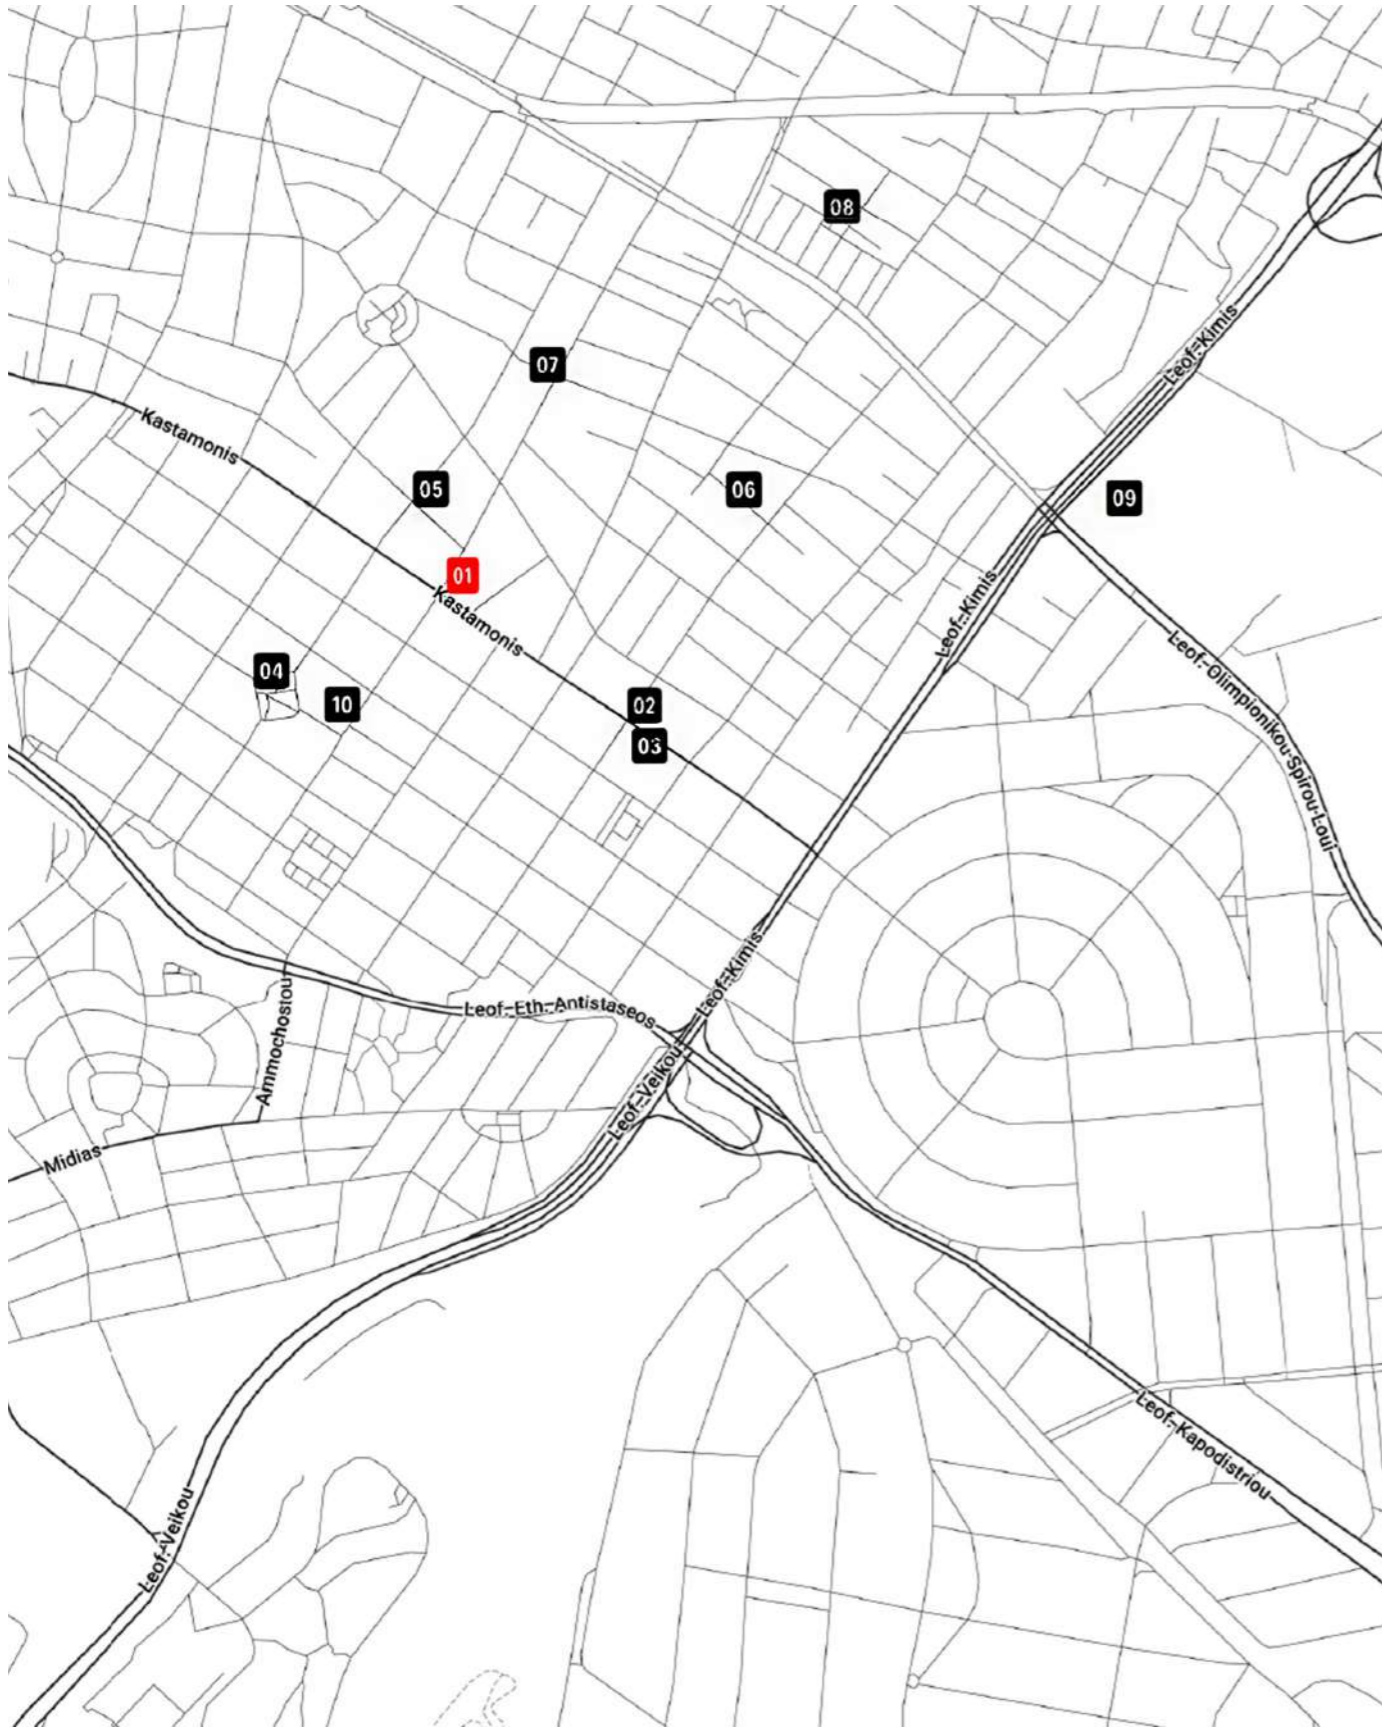 08
Leof. Kimis
07
Kastamonis
05
06
09
01
Kastamonis
Leof. Kimis
Leof. Olimpionikou Spirou Loui
04
10
02
03
Leof. Kimis
Leof. Eth. Antistaseos
Ammochostou
Leof. Veikou
Midias
Leof. Kapodistriou
Leof. Veikou